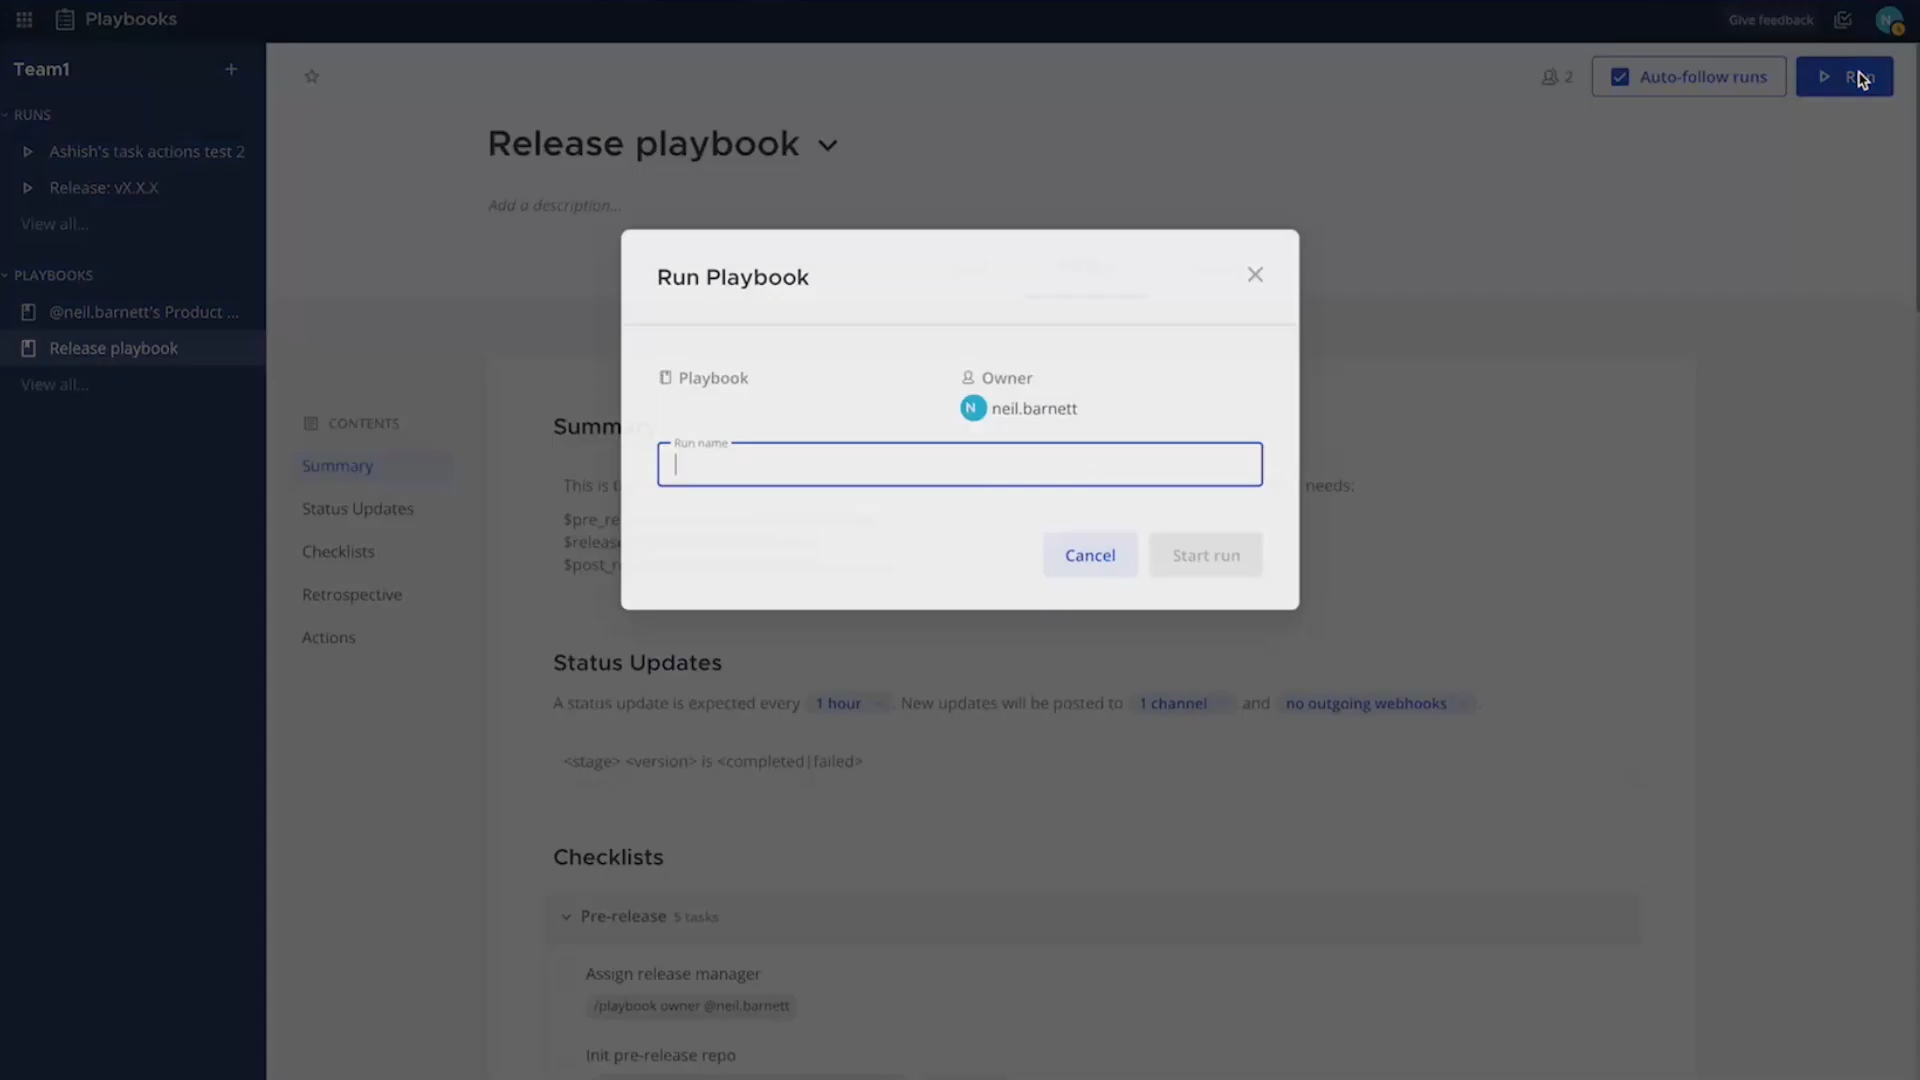 Playbooks
Give feedback
N
Team1
RUNS
Ashish's task actions test 2
Release: vX.X.X
View all...
PLAYBOOKS
@neil.barnett's Product ...
Release playbook
View all...
2
Auto-follow runs
Release playbook
Add a description...
Run Playbook
Playbook
Owner
N neil.barnett
Run name
Cancel
Start run
CONTENTS
Summary
Status Updates
Checklists
Retrospective
Actions
This is
needs:
$pre_re
$release
$post_r
Status Updates
A status update is expected every 1 hour. New updates will be posted to 1 channel and no outgoing webhooks.
<stage> <version> is <completed|failed>
Checklists
Pre-release 5 tasks
Assign release manager
/playbook owner @neil.barnett
Init pre-release repo